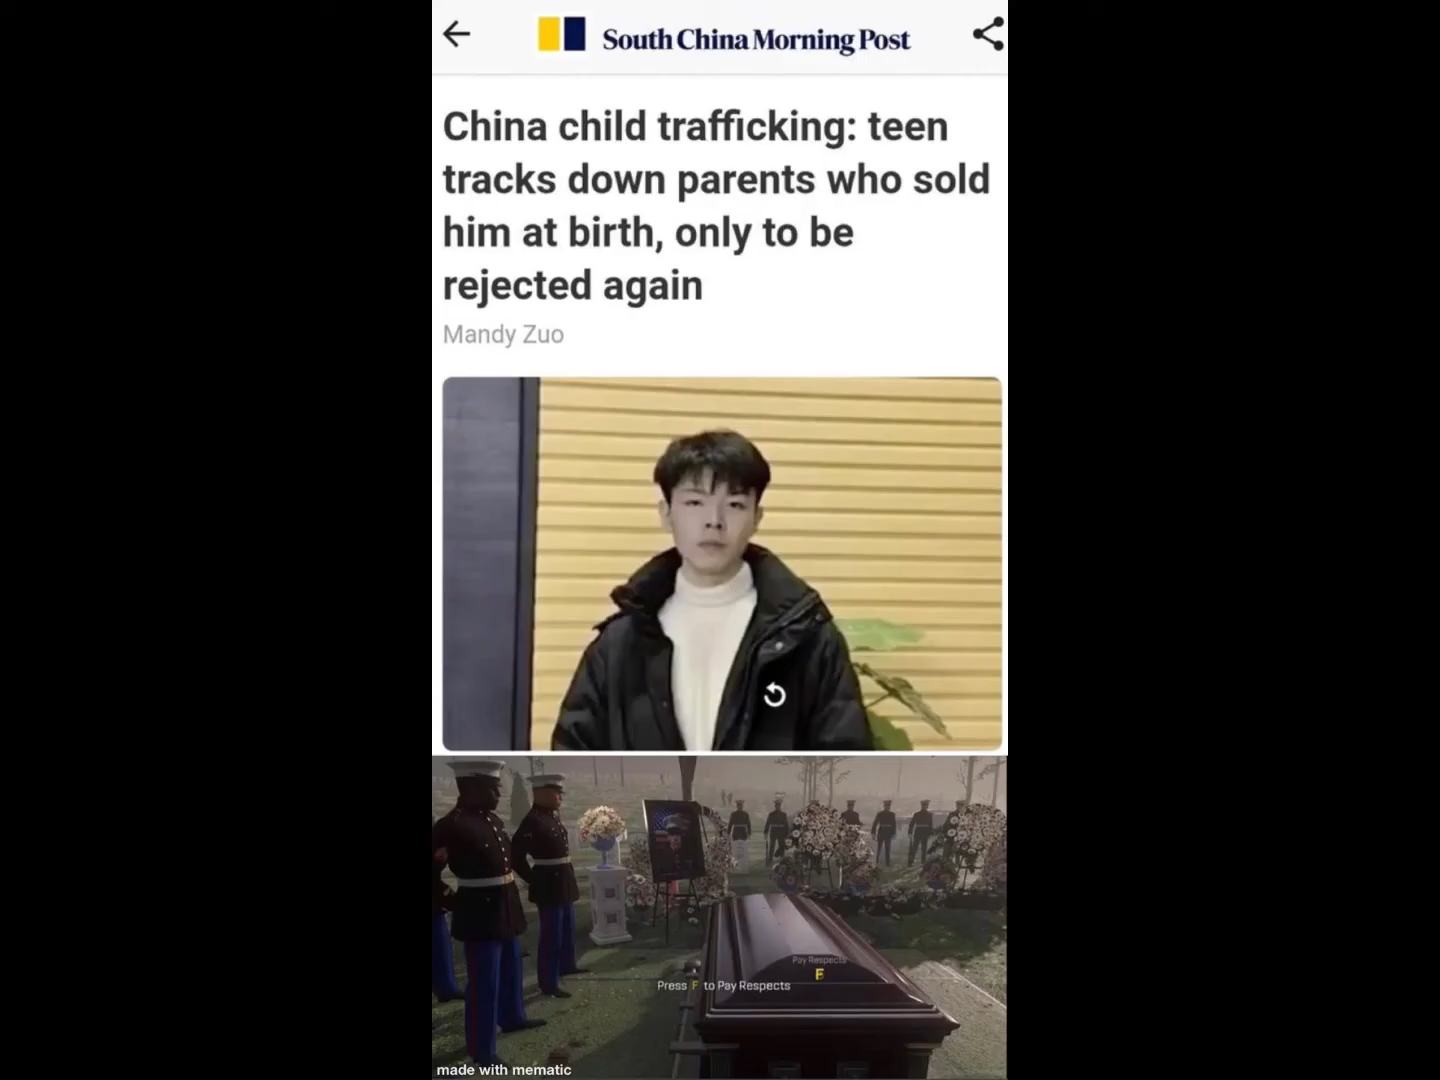 South China Morning Post
China child trafficking: teen
tracks down parents who sold
him at birth, only to be
rejected again
Mandy Zuo
Pay Respects
F
Press F to Pay Respects
made with mematic